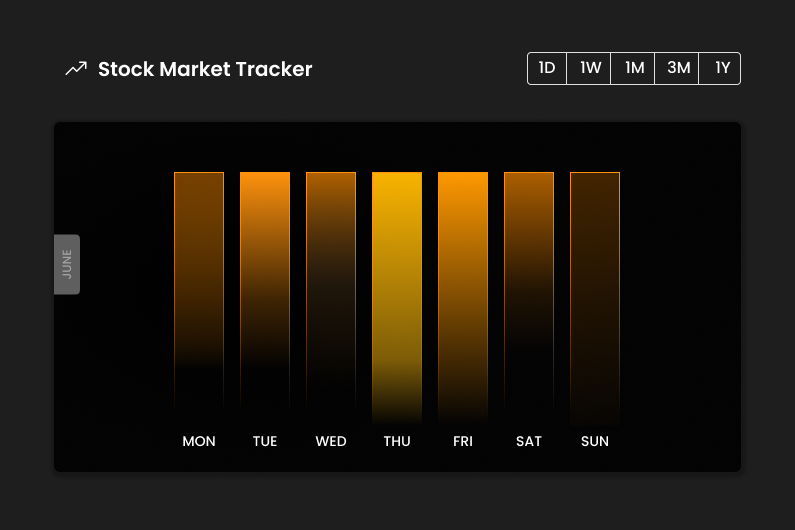 Stock Market Tracker
1D 1W 1M 3M 1Y
JUNE
MON TUE WED THU FRI SAT SUN